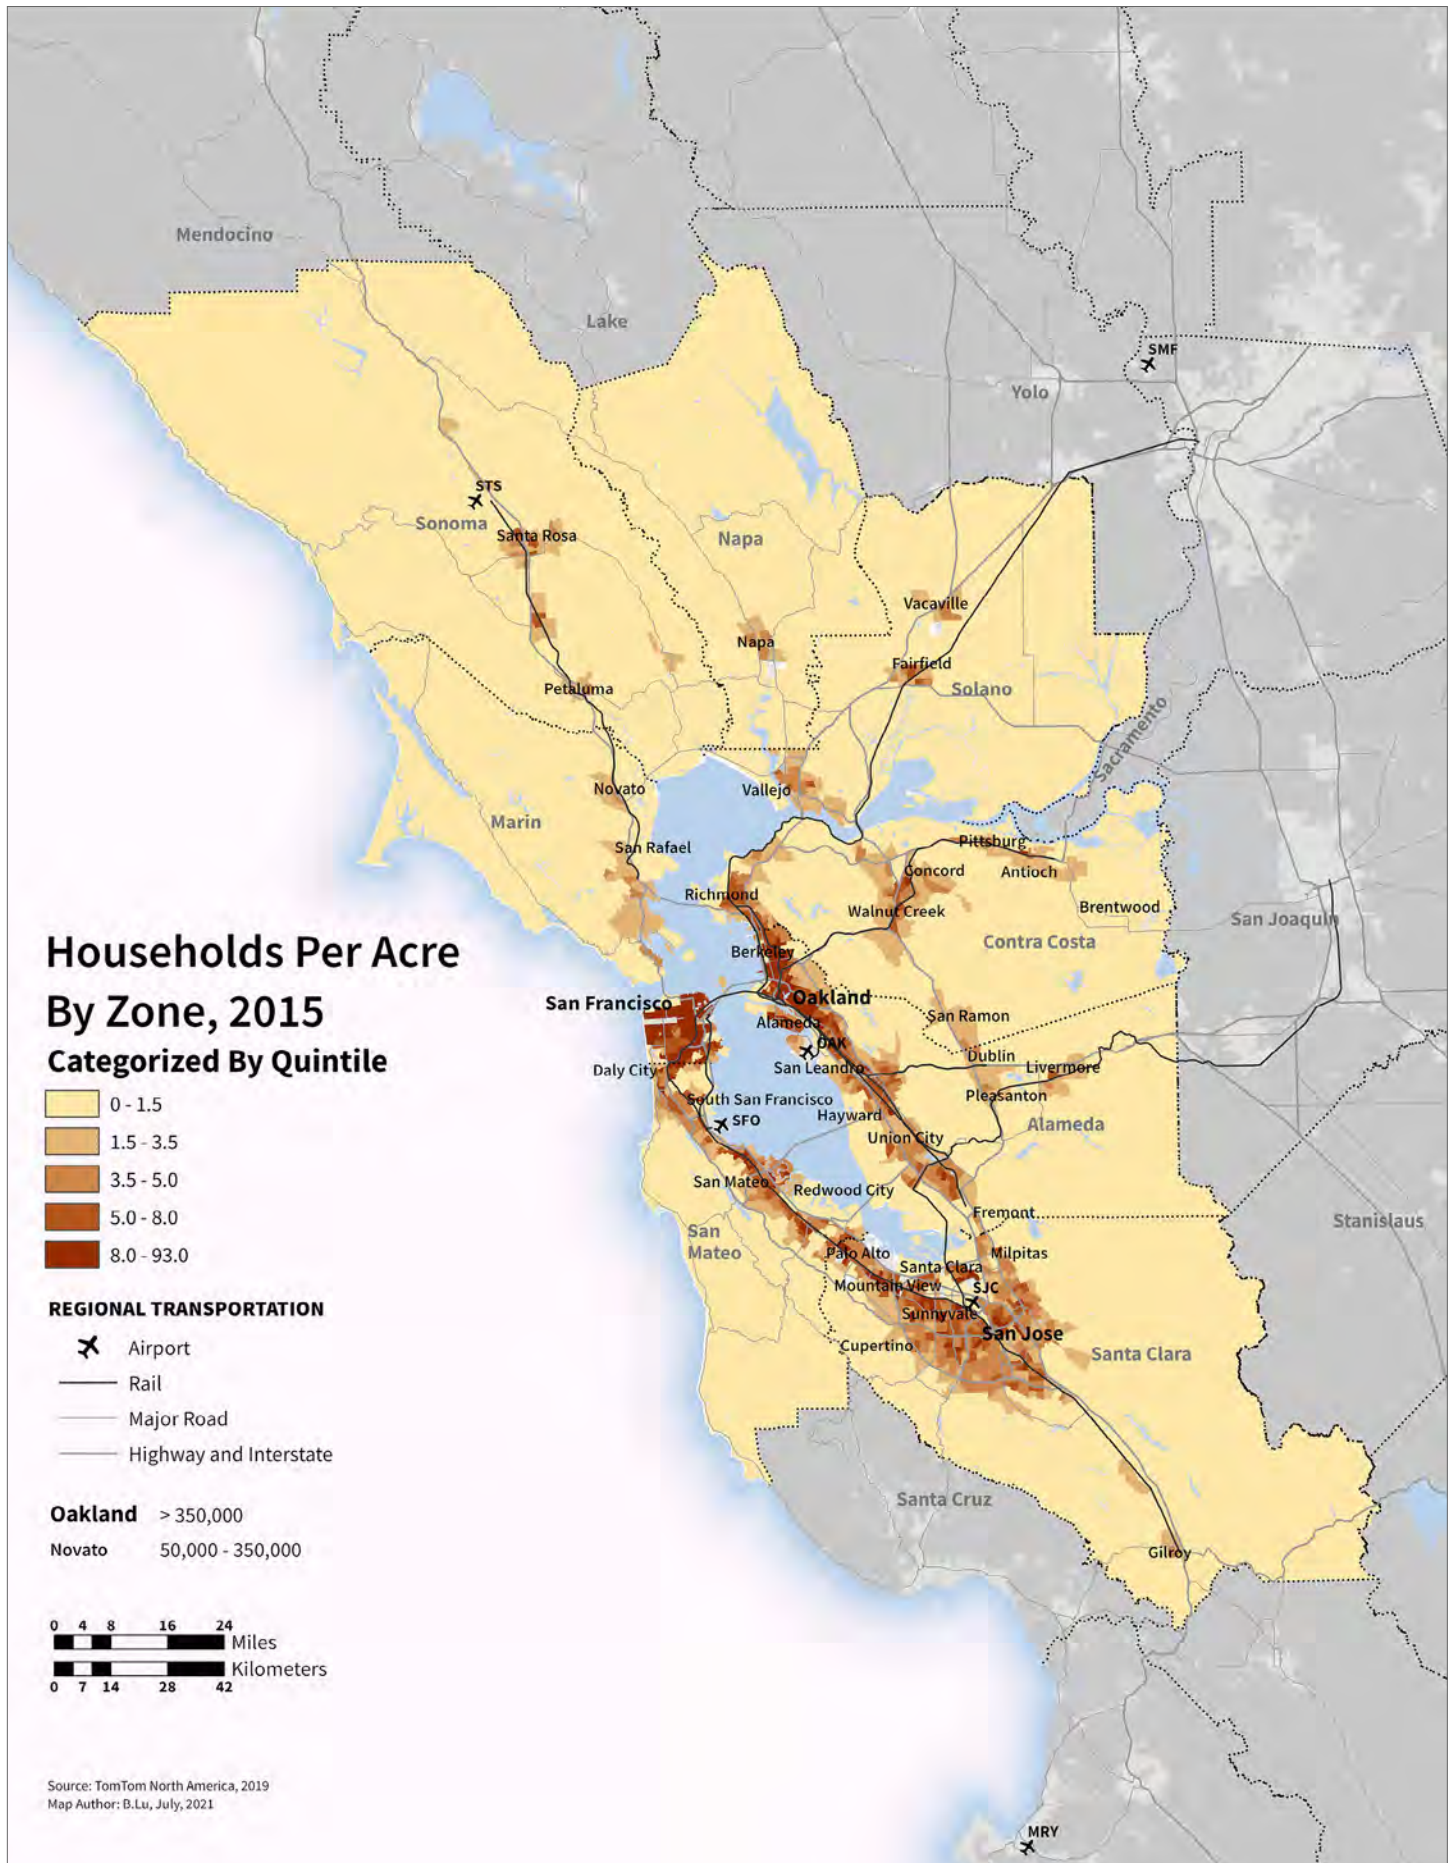 Mendocino
Lake
SMF
Yolo
STS
Sonoma
Santa Rosa
Napa
Vacaville
Napa
Fairfield
Solano
Petaluma
Sacramento
Novato
Vallejo
Marin
San Rafael
Pittsburg
Concord
Antioch
Richmond
Walnut Creek
Brentwood
San Joaquin
Contra Costa
Berkeley
San Francisco
Oakland
Alameda
San Ramon
OAK
Daly City
San Leandro
Dublin
Livermore
South San Francisco
Pleasanton
SFO
Hayward
Alameda
Union City
San Mateo
Redwood City
Fremont
Stanislaus
San
Mateo
Palo Alto
Milpitas
Santa Clara
Mountain View
SJC
Sunnyvale
San Jose
Cupertino
Santa Clara
Santa Cruz
Gilroy
MRY
Households Per Acre
By Zone, 2015
Categorized By Quintile
0 - 1.5
1.5 - 3.5
3.5 - 5.0
5.0 - 8.0
8.0 - 93.0
REGIONAL TRANSPORTATION
Airport
Rail
Major Road
Highway and Interstate
Oakland > 350,000
Novato 50,000 - 350,000
0 4 8 16 24
Miles
Kilometers
0 7 14 28 42
Source: TomTom North America, 2019
Map Author: B.Lu, July, 2021